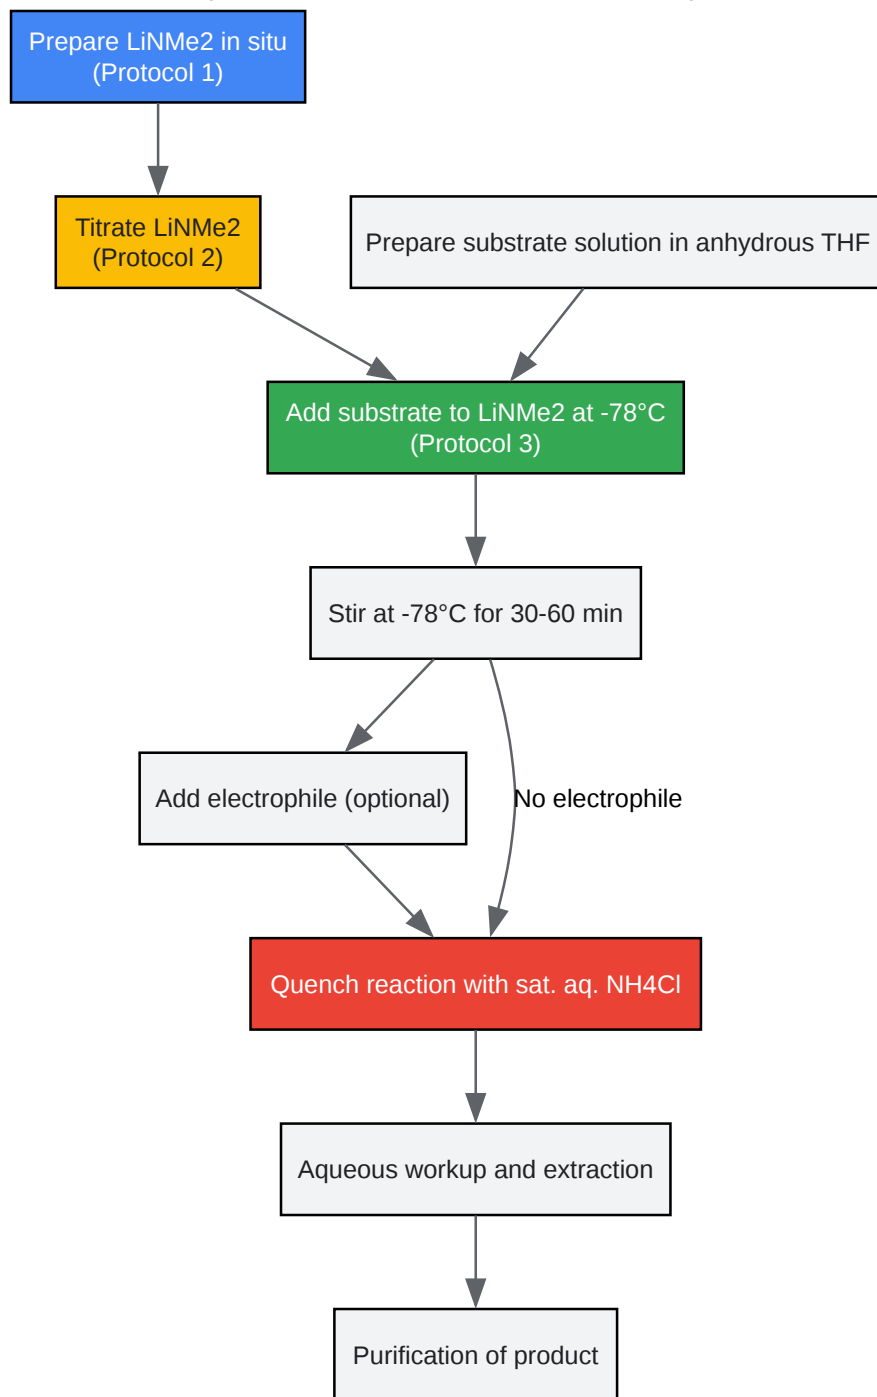 Prepare LiNMe2 in situ
(Protocol 1)
Titrate LiNMe2
(Protocol 2)
Prepare substrate solution in anhydrous THF
Add substrate to LiNMe2 at -78°C
(Protocol 3)
Stir at -78°C for 30-60 min
Add electrophile (optional)
No electrophile
Quench reaction with sat. aq. NH4Cl
Aqueous workup and extraction
Purification of product